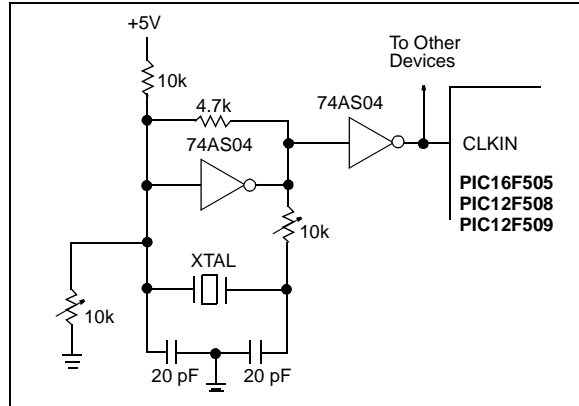 +5V
To Other
Devices
10k
4.7k
74AS04
74AS04
CLKIN
PIC16F505
PIC12F508
PIC12F509
10k
XTAL
10k
20 pF
20 pF